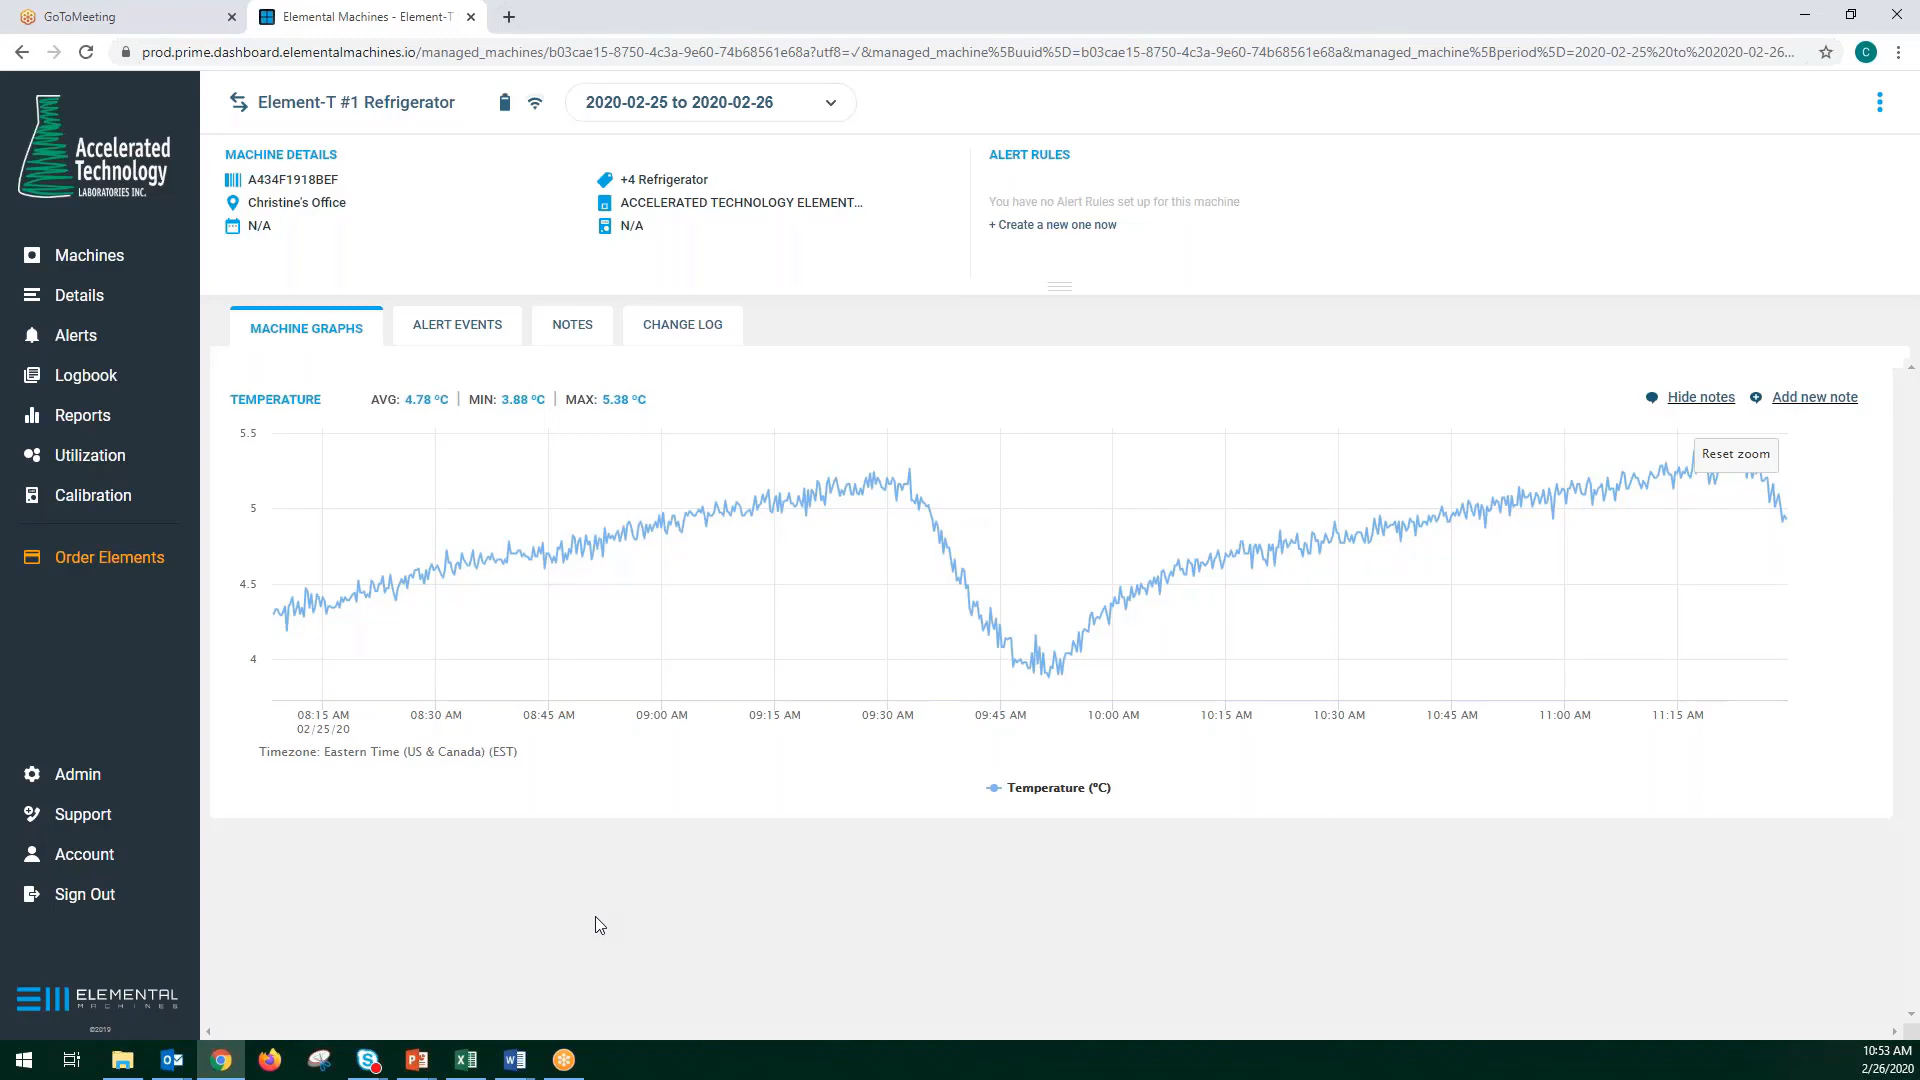 GoToMeeting
Elemental Machines - Element-T
prod.prime.dashboard.elementalmachines.io/managed_machines/b03cae15-8750-4c3a-9e60-74b68561e68a?utf8=✓&managed_machine%5Buuid%5D=b03cae15-8750-4c3a-9e60-74b68561e68a&managed_machine%5Bperiod%5D=2020-02-25%20to%202020-02-26...
C
Accelerated
Technology
LABORATORIES INC.
Element-T #1 Refrigerator
2020-02-25 to 2020-02-26
MACHINE DETAILS
A434F1918BEF
Christine's Office
N/A
+4 Refrigerator
ACCELERATED TECHNOLOGY ELEMENT...
N/A
ALERT RULES
You have no Alert Rules set up for this machine
+ Create a new one now
Machines
Details
Alerts
Logbook
Reports
Utilization
Calibration
Order Elements
Admin
Support
Account
Sign Out
ELEMENTAL
MACHINES
©2019
MACHINE GRAPHS
ALERT EVENTS
NOTES
CHANGE LOG
TEMPERATURE AVG: 4.78 ºC | MIN: 3.88 ºC | MAX: 5.38 ºC
Hide notes
Add new note
Reset zoom
5.5
5
4.5
4
08:15 AM 08:30 AM 08:45 AM 09:00 AM 09:15 AM 09:30 AM 09:45 AM 10:00 AM 10:15 AM 10:30 AM 10:45 AM 11:00 AM 11:15 AM
02/25/20
Timezone: Eastern Time (US & Canada) (EST)
Temperature (ºC)
10:53 AM
2/26/2020